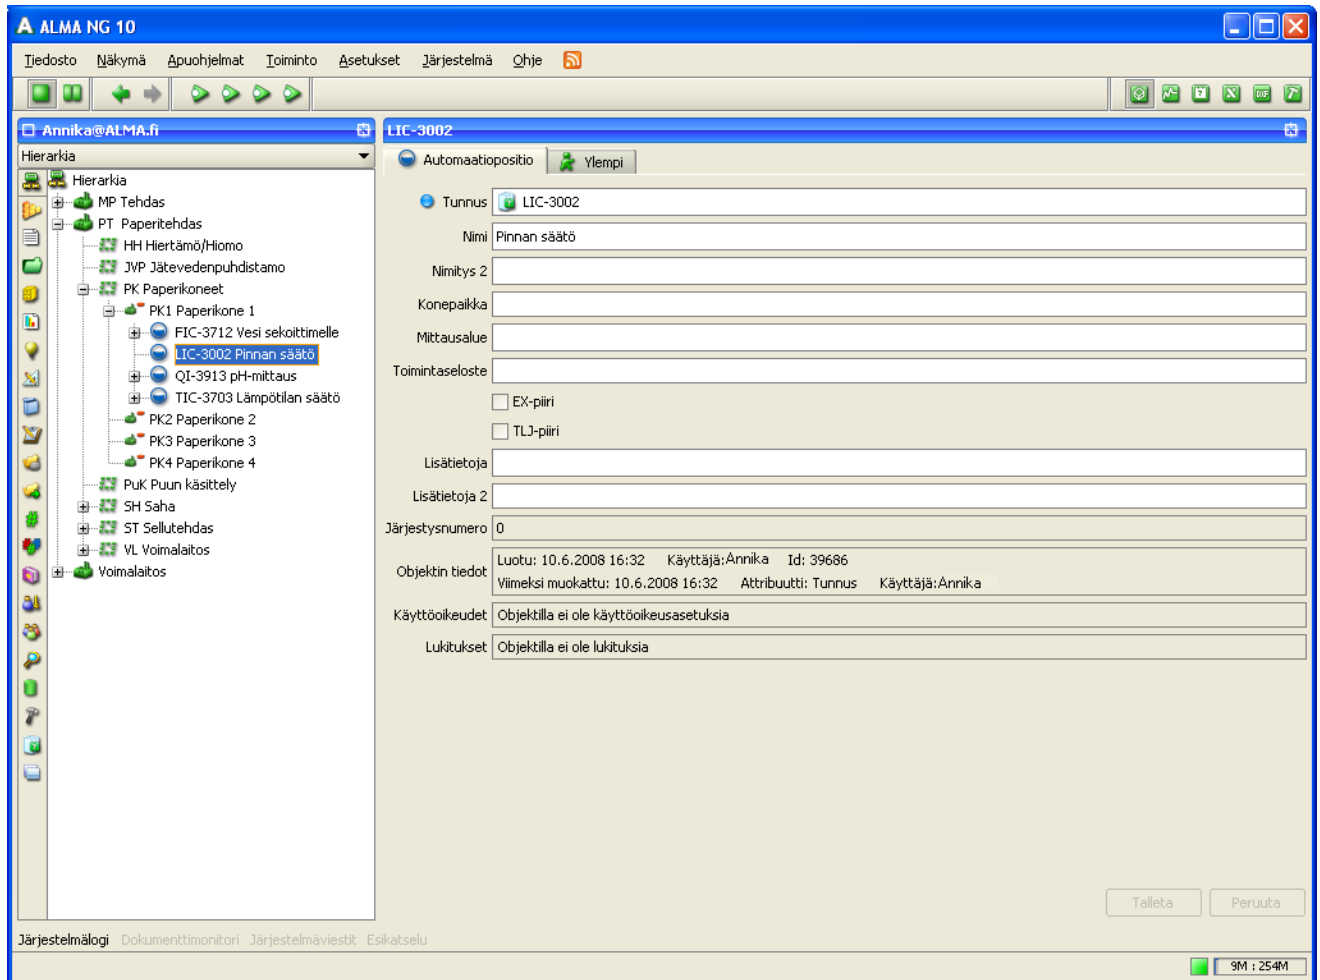 ALMA NG 10
Tiedosto Näkymä Apuohjelmat Toiminto Asetukset Järjestelmä Ohje
Annika@ALMA.fi
Hierarkia
Hierarkia
MP Tehdas
PT Paperitehdas
HH Hiertämö/Hiomo
JVP Jätevedenpuhdistamo
PK Paperikoneet
PK1 Paperikone 1
FIC-3712 Vesi sekoittimelle
LIC-3002 Pinnan säätö
QI-3913 pH-mittaus
TIC-3703 Lämpötilan säätö
PK2 Paperikone 2
PK3 Paperikone 3
PK4 Paperikone 4
PuK Puun käsittely
SH Saha
ST Sellutehdas
VL Voimalaitos
Voimalaitos
LIC-3002
Automaatiopositio Ylempi
Tunnus LIC-3002
Nimi Pinnan säätö
Nimitys 2
Konepaikka
Mittausalue
Toimintaseloste
EX-piiri
TLJ-piiri
Lisätietoja
Lisätietoja 2
Järjestysnumero 0
Objektin tiedot Luotu: 10.6.2008 16:32 Käyttäjä:Annika Id: 39686
Viimeksi muokattu: 10.6.2008 16:32 Attribuutti: Tunnus Käyttäjä:Annika
Käyttöoikeudet Objektilla ei ole käyttöoikeusasetuksia
Lukitukset Objektilla ei ole lukituksia
Talleta Peruuta
Järjestelmälogi Dokumenttimonitori Järjestelmäviestit Esikatselu
9M : 254M